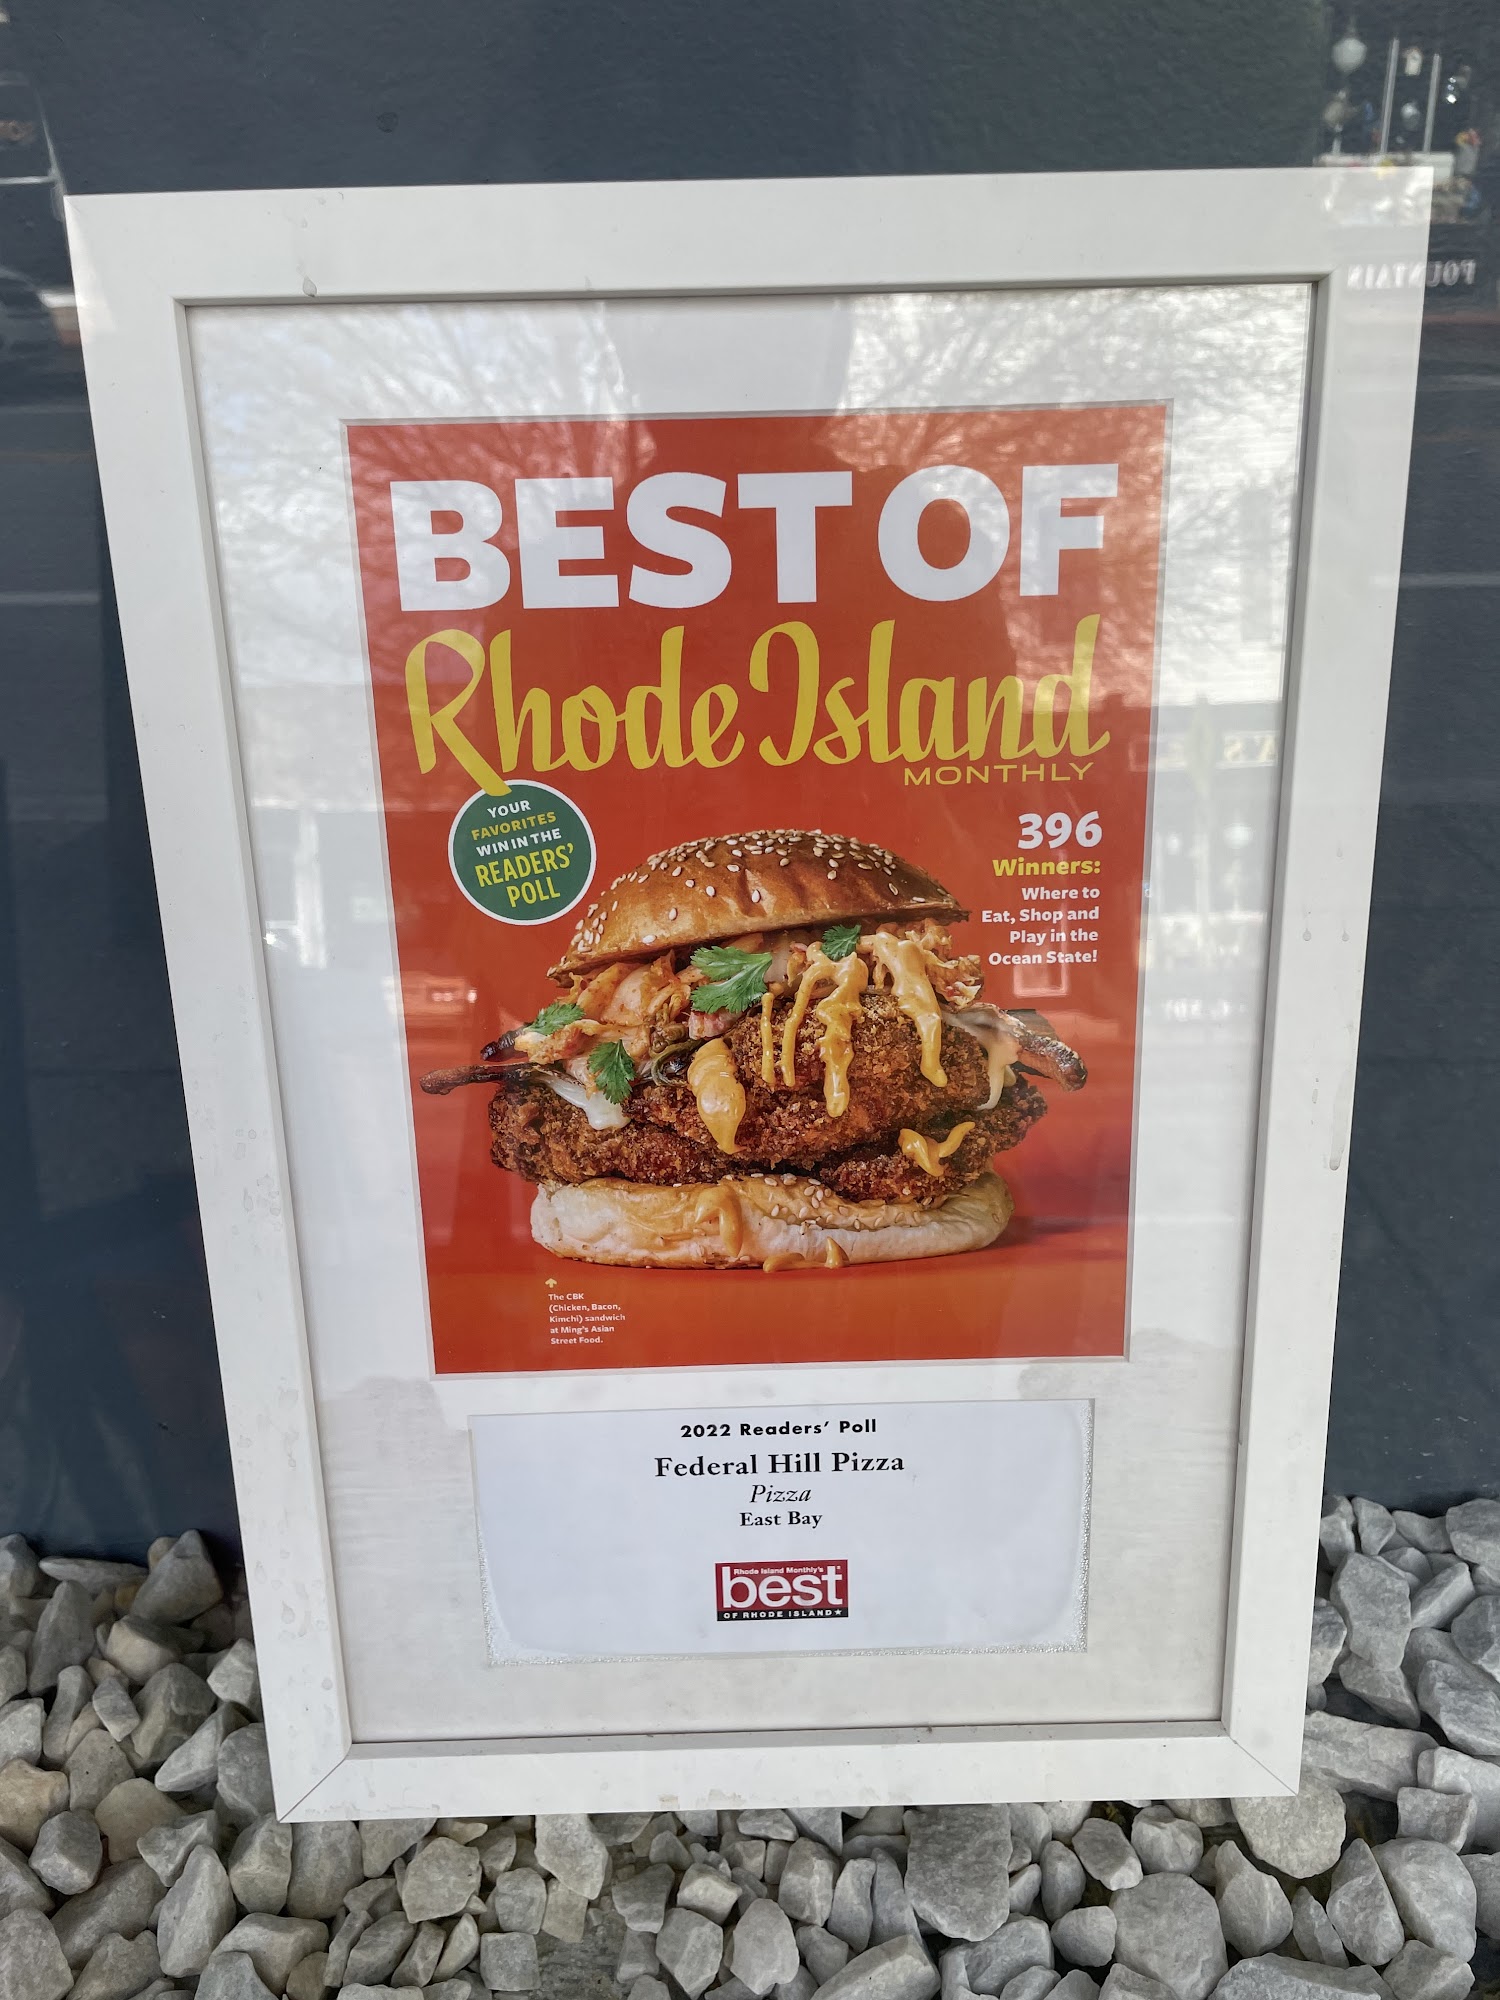 BEST OF
Rhode Island
MONTHLY
YOUR
FAVORITES
WIN IN THE
READERS'
POLL
396
Winners:
Where to
Eat, Shop and
Play in the
Ocean State!
The CBK
(Chicken, Bacon,
Kimchi) sandwich
at Ming's Asian
Street Food.
2022 Readers' Poll
Federal Hill Pizza
Pizza
East Bay
Rhode Island Monthly's
best
OF RHODE ISLAND★
FOUNTAIN